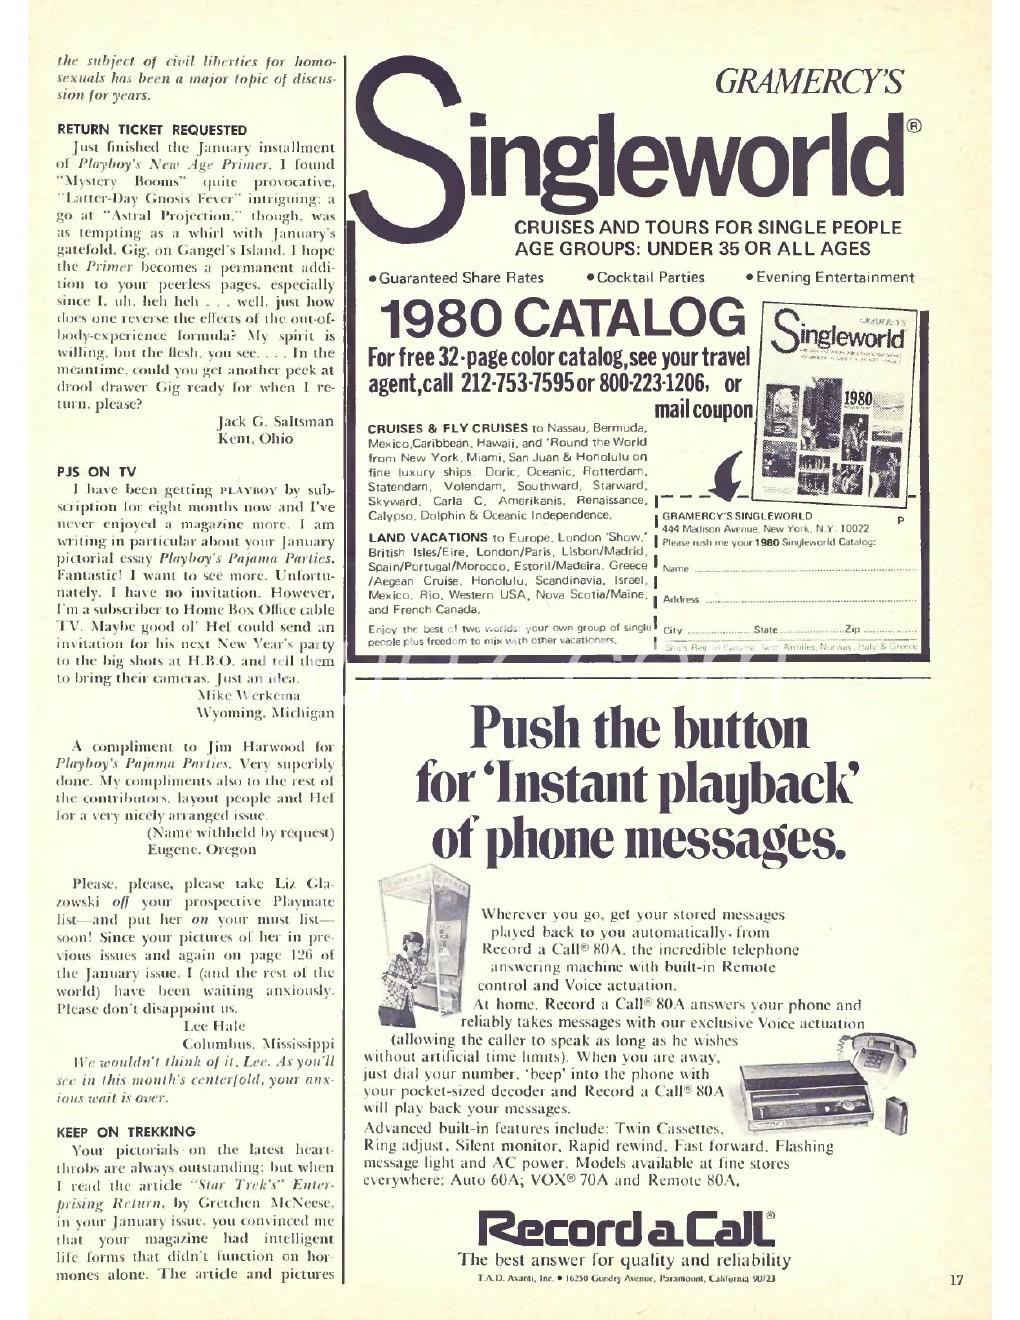 the subject of civil liberties for homo-
sexuals has been a major topic of discus-
sion for years.
RETURN TICKET REQUESTED
Just finished the January installment
of Playboy's New Age Primer. I found
"Mystery Booms" quite provocative,
"Latter-Day Gnosis Fever" intriguing; a
go at "Astral Projection," though, was
as tempting as a whirl with January's
gatefold, Gig, on Gangel's Island. I hope
the Primer becomes a permanent addi-
tion to your peerless pages, especially
since I, uh, heh heh . . . well, just how
does one reverse the effects of the out-of-
body-experience formula? My spirit is
willing, but the flesh, you see. . . . In the
meantime, could you get another peek at
drool drawer Gig ready for when I re-
turn, please?
Jack G. Saltsman
Kent, Ohio
PJS ON TV
I have been getting PLAYBOY by sub-
scription for eight months now and I've
never enjoyed a magazine more. I am
writing in particular about your January
pictorial essay Playboy's Pajama Parties.
Fantastic! I want to see more. Unfortu-
nately, I have no invitation. However,
I'm a subscriber to Home Box Office cable
TV. Maybe good ol' Hef could send an
invitation for his next New Year's party
to the big shots at H.B.O. and tell them
to bring their cameras. Just an idea.
Mike Werkema
Wyoming, Michigan
A compliment to Jim Harwood for
Playboy's Pajama Parties. Very superbly
done. My compliments also to the rest of
the contributors, layout people and Hef
for a very nicely arranged issue.
(Name withheld by request)
Eugene, Oregon
Please, please, please take Liz Gla-
zowski off your prospective Playmate
list—and put her on your must list—
soon! Since your pictures of her in pre-
vious issues and again on page 126 of
the January issue, I (and the rest of the
world) have been waiting anxiously.
Please don't disappoint us.
Lee Hale
Columbus, Mississippi
We wouldn't think of it, Lee. As you'll
see in this month's centerfold, your anx-
ious wait is over.
KEEP ON TREKKING
Your pictorials on the latest heart-
throbs are always outstanding; but when
I read the article "Star Trek's" Enter-
prising Return, by Gretchen McNeese,
in your January issue, you convinced me
that your magazine had intelligent
life forms that didn't function on hor-
mones alone. The article and pictures
GRAMERCY'S
Singleworld®
CRUISES AND TOURS FOR SINGLE PEOPLE
AGE GROUPS: UNDER 35 OR ALL AGES
•Guaranteed Share Rates •Cocktail Parties •Evening Entertainment
1980 CATALOG
For free 32-page color catalog, see your travel
agent, call 212-753-7595 or 800-223-1206, or
mail coupon
GRAMERCY'S
Singleworld
1980
CRUISES & FLY CRUISES to Nassau, Bermuda,
Mexico, Caribbean, Hawaii, and 'Round the World
from New York, Miami, San Juan & Honolulu on
fine luxury ships: Doric, Oceanic, Rotterdam,
Statendam, Volendam, Southward, Starward,
Skyward, Carla C, Amerikanis, Renaissance,
Calypso, Dolphin & Oceanic Independence.
LAND VACATIONS to Europe, London 'Show,'
British Isles/Eire, London/Paris, Lisbon/Madrid,
Spain/Portugal/Morocco, Estoril/Madeira, Greece
/Aegean Cruise, Honolulu, Scandinavia, Israel,
Mexico, Rio, Western USA, Nova Scotia/Maine,
and French Canada.
Enjoy the best of two worlds: your own group of single
people plus freedom to mix with other vacationers.
GRAMERCY'S SINGLEWORLD P
444 Madison Avenue, New York, N.Y. 10022
Please rush me your 1980 Singleworld Catalog:
Name
Address
City State Zip
Ships Reg. in Panama, Neth Antilles, Norway, Italy & Greece
Push the button
for 'Instant playback'
of phone messages.
Wherever you go, get your stored messages
played back to you automatically, from
Record a Call® 80A, the incredible telephone
answering machine with built-in Remote
control and Voice actuation.
At home, Record a Call® 80A answers your phone and
reliably takes messages with our exclusive Voice actuation
(allowing the caller to speak as long as he wishes
without artificial time limits). When you are away,
just dial your number, 'beep' into the phone with
your pocket-sized decoder and Record a Call® 80A
will play back your messages.
Advanced built-in features include: Twin Cassettes,
Ring adjust, Silent monitor, Rapid rewind, Fast forward, Flashing
message light and AC power. Models available at fine stores
everywhere: Auto 60A; VOX® 70A and Remote 80A.
Record a Call®
The best answer for quality and reliability
T.A.D. Avanti, Inc. • 16250 Gundry Avenue, Paramount, California 90723
17